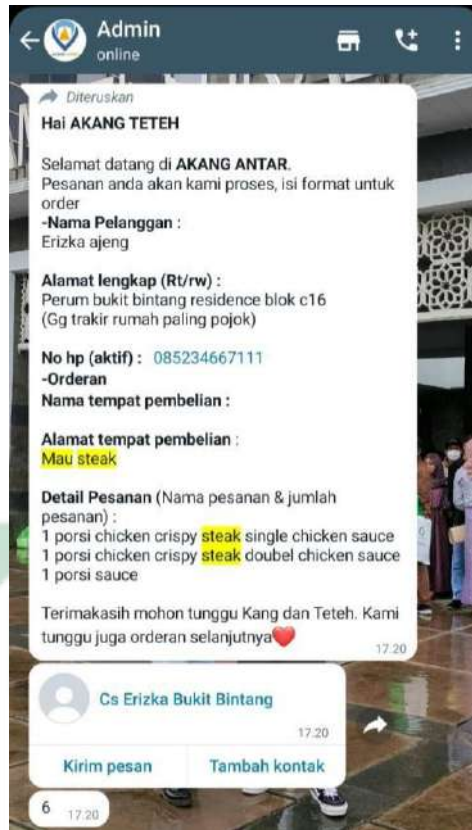 Admin
online
Diteruskan
Hai AKANG TETEH
Selamat datang di AKANG ANTAR.
Pesanan anda akan kami proses, isi format untuk
order
-Nama Pelanggan :
Erizka ajeng
Alamat lengkap (Rt/rw) :
Perum bukit bintang residence blok c16
(Gg trakir rumah paling pojok)
No hp (aktif) : 085234667111
-Orderan
Nama tempat pembelian :
Alamat tempat pembelian :
Mau steak
Detail Pesanan (Nama pesanan & jumlah
pesanan) :
1 porsi chicken crispy steak single chicken sauce
1 porsi chicken crispy steak doubel chicken sauce
1 porsi sauce
Terimakasih mohon tunggu Kang dan Teteh. Kami
tunggu juga orderan selanjutnya❤️
17.20
Cs Erizka Bukit Bintang
17.20
Kirim pesan Tambah kontak
6 17.20